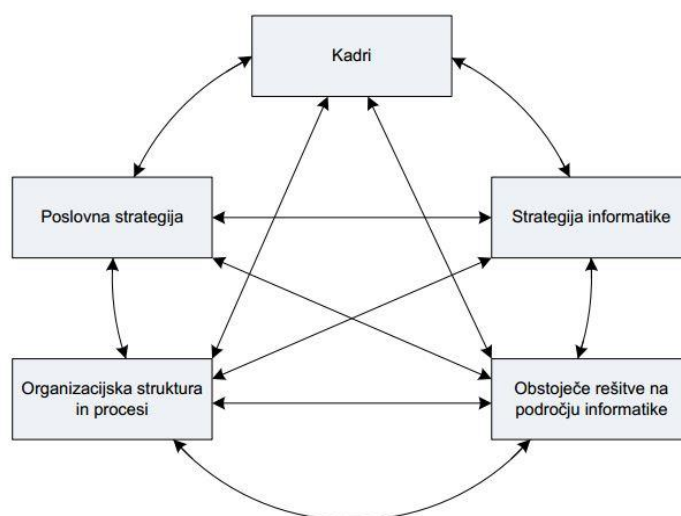 Kadri
Poslovna strategija
Strategija informatike
Organizacijska struktura
in procesi
Obstoječe rešitve na
področju informatike